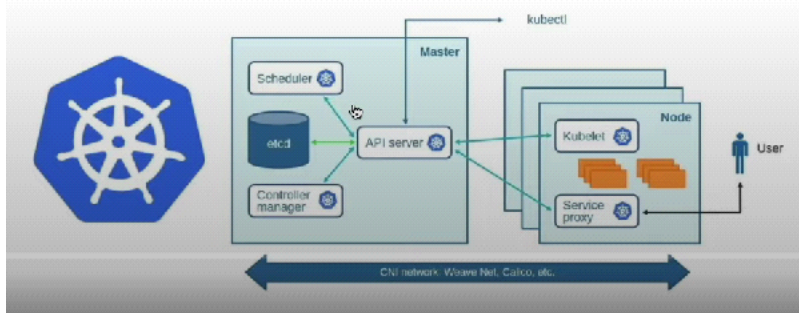 kubectl
Master
Scheduler
etcd
API server
Controller
manager
Node
Kubelet
Service
proxy
User
CNI network: Weave Net, Calico, etc.